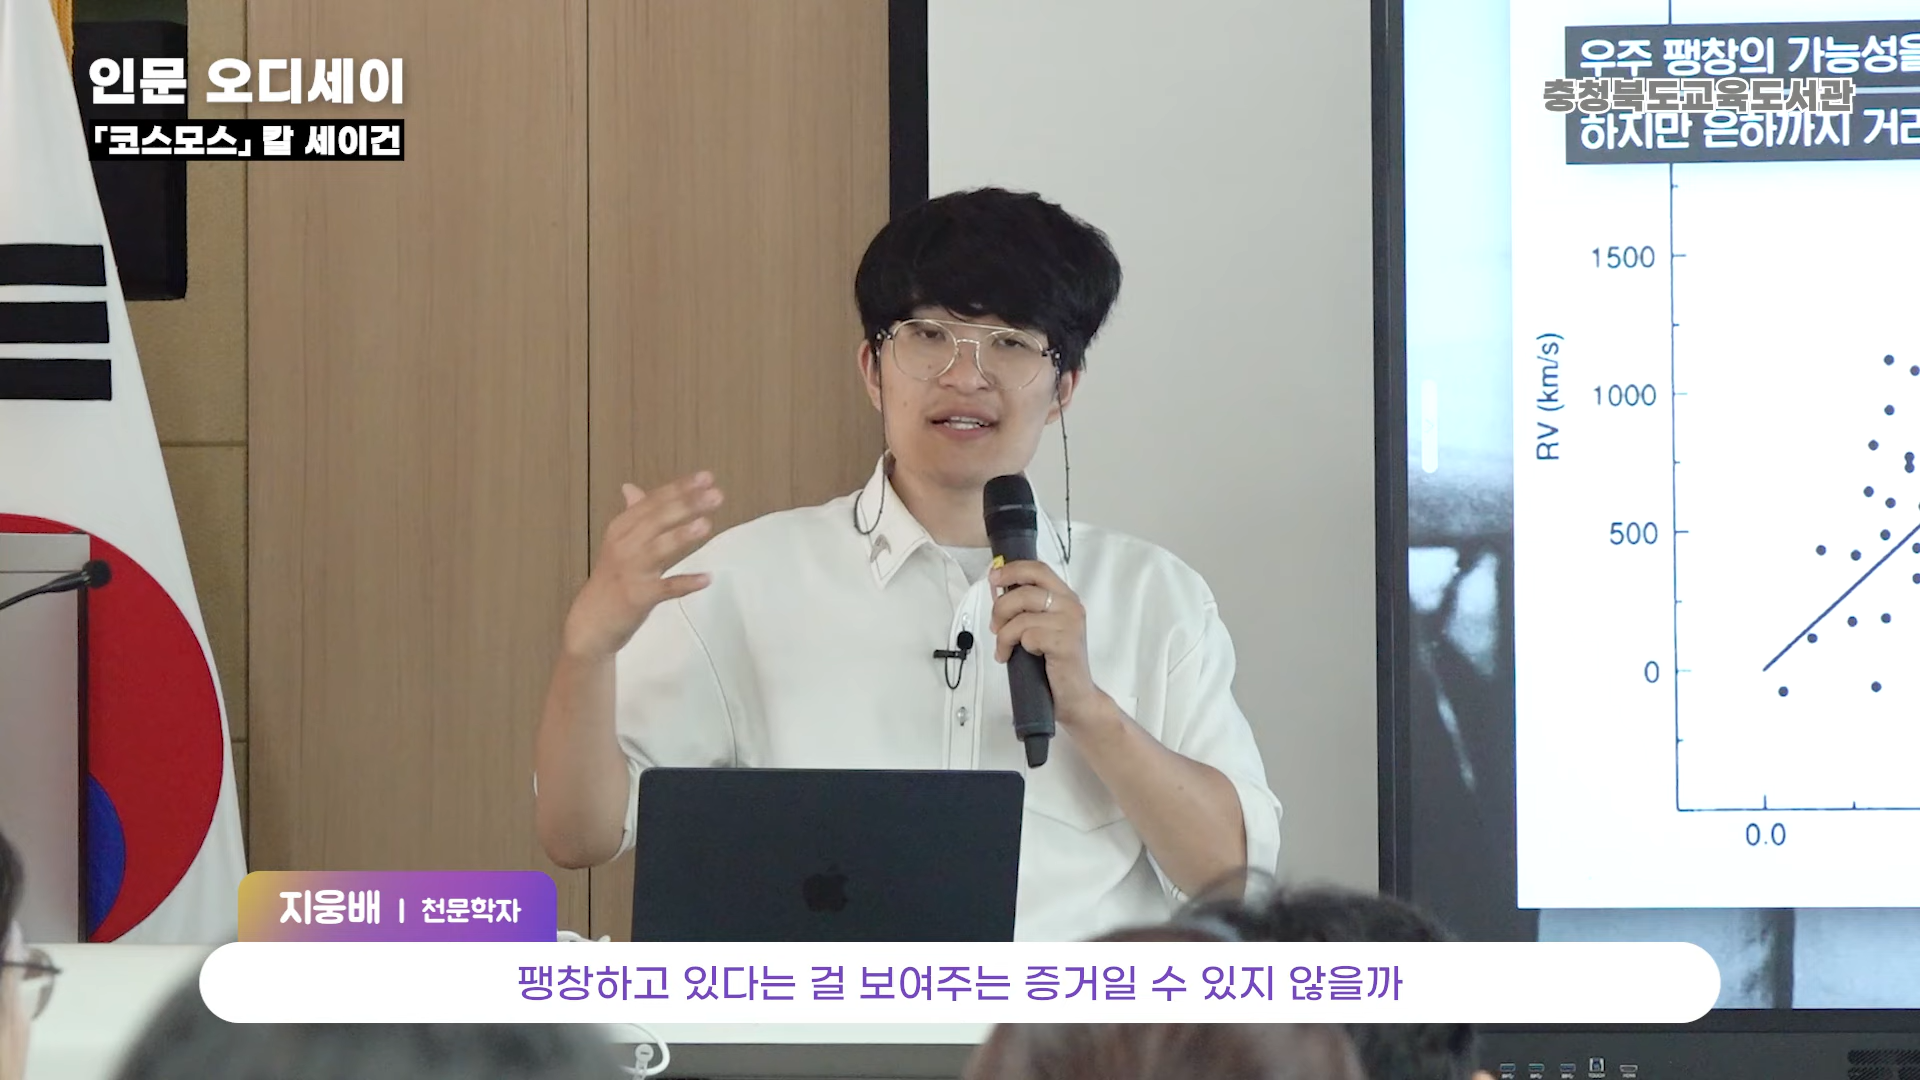 인문 오디세이
「코스모스」 칼 세이건
충청북도교육도서관
우주 팽창의 가능성을
하지만 은하까지 거리
RV (km/s)
1500
1000
500
0
0.0
지웅배 | 천문학자
팽창하고 있다는 걸 보여주는 증거일 수 있지 않을까